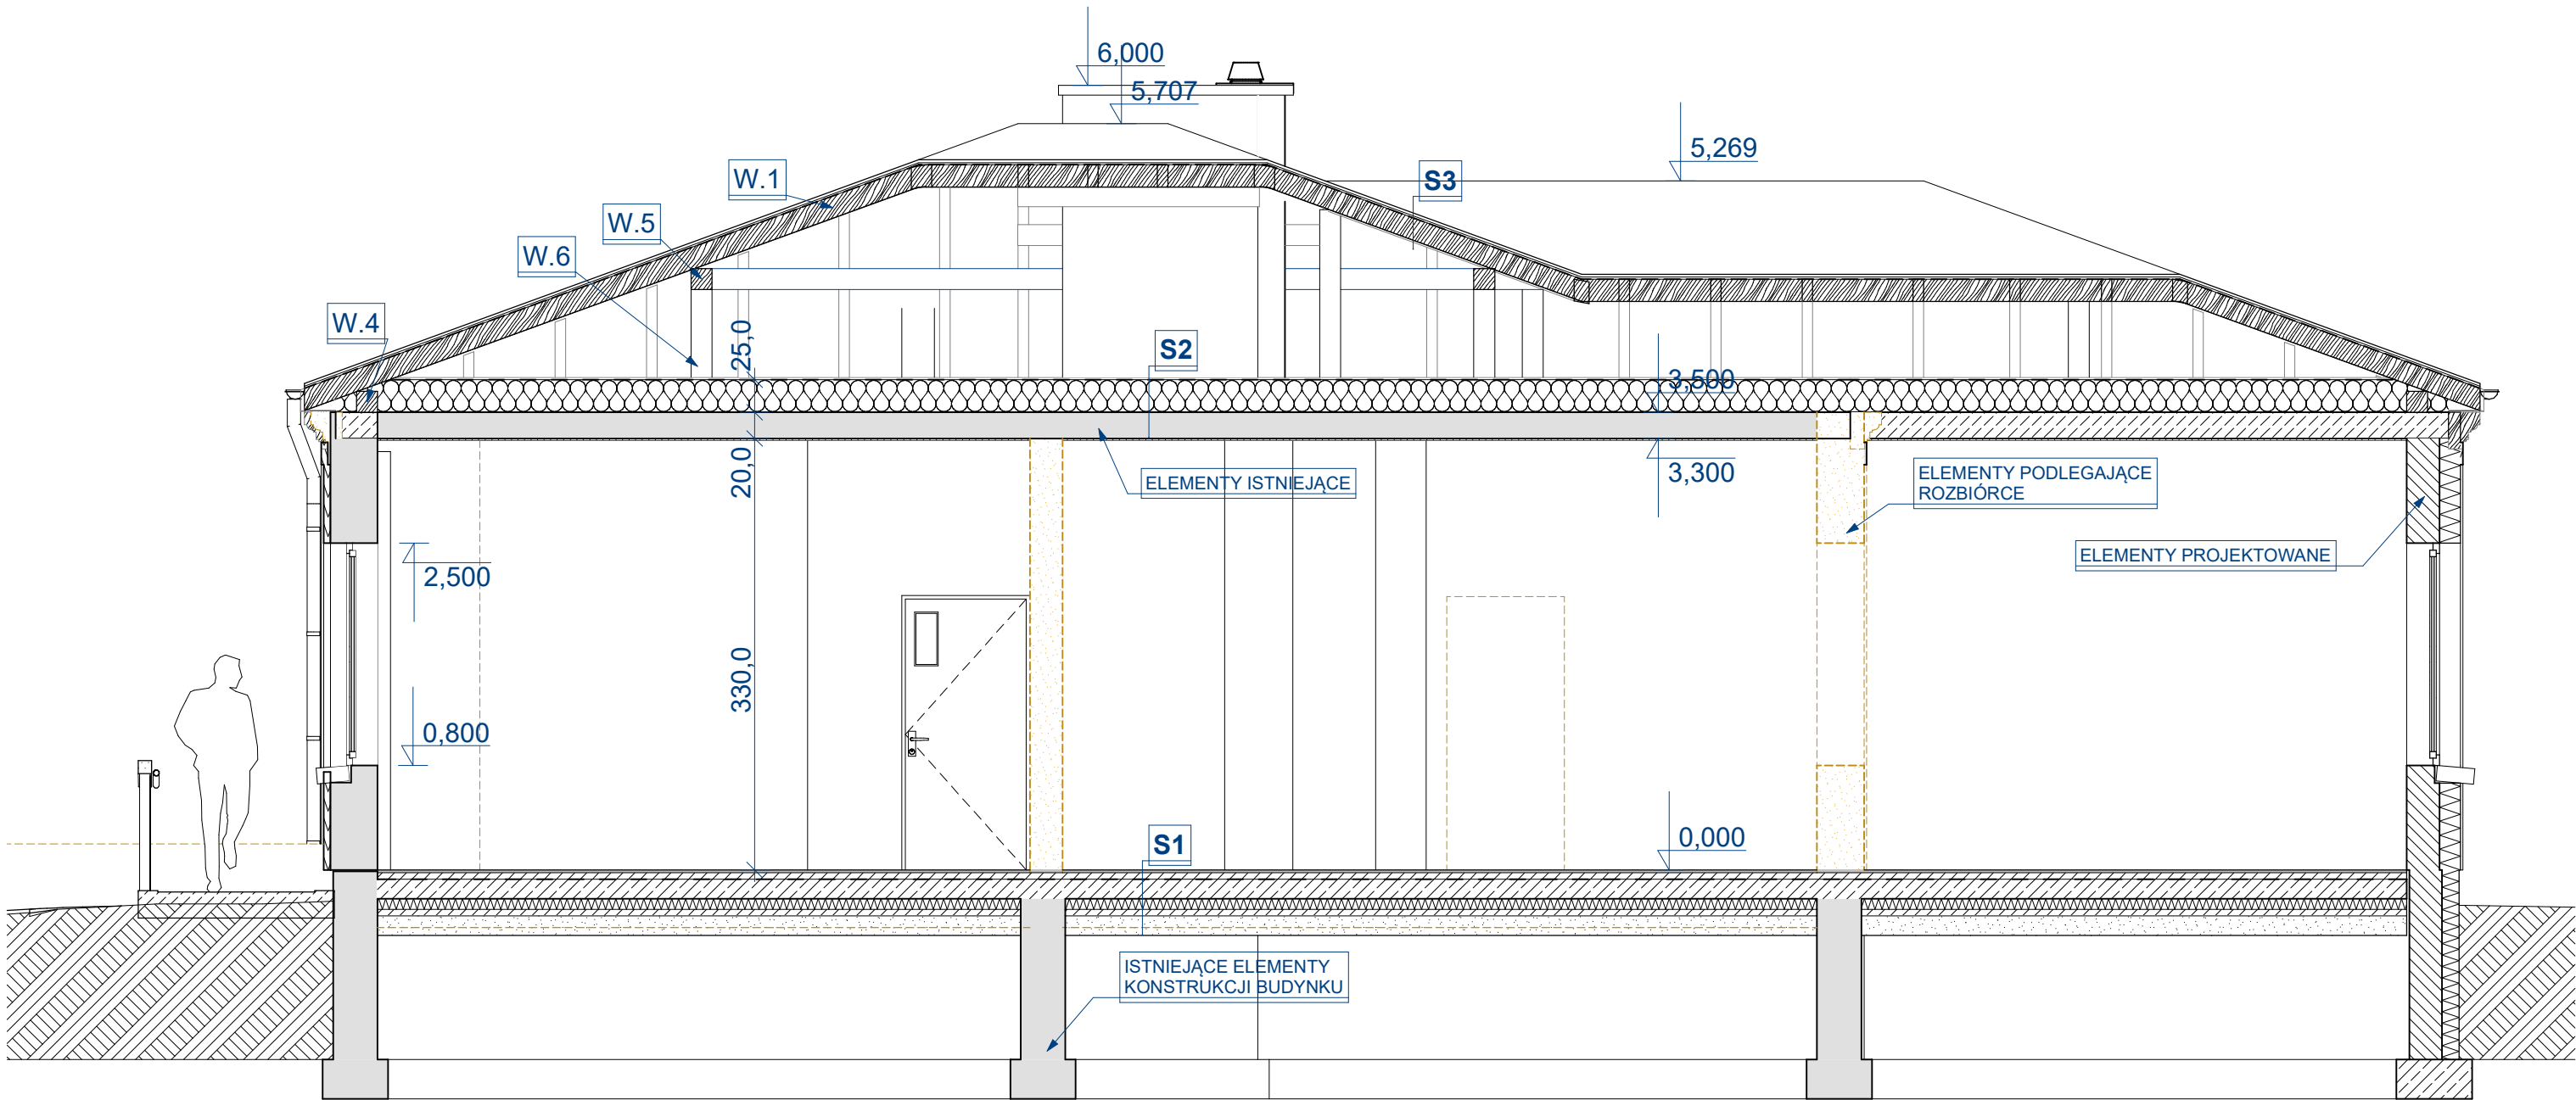 6,000
5,707
5,269
W.1
S3
W.5
W.6
W.4
25,0
S2
3,500
20,0
3,300
ELEMENTY ISTNIEJĄCE
ELEMENTY PODLEGAJĄCE
ROZBIÓRCE
ELEMENTY PROJEKTOWANE
2,500
330,0
0,800
S1
0,000
ISTNIEJĄCE ELEMENTY
KONSTRUKCJI BUDYNKU